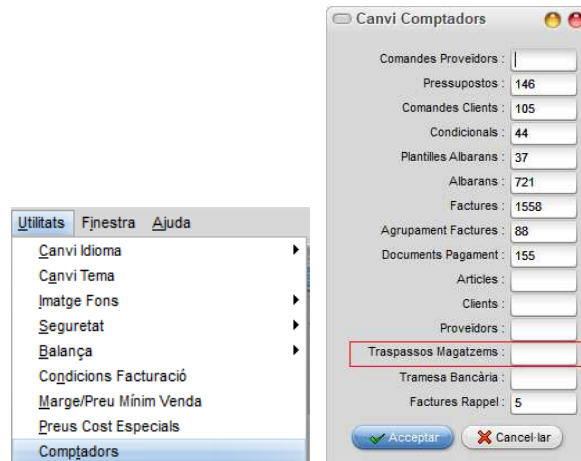 Utilitats Finestra Ajuda
Canvi Idioma
Canvi Tema
Imatge Fons
Seguretat
Balança
Condicions Facturació
Marge/Preu Mínim Venda
Preus Cost Especials
Comptadors
Canvi Comptadors
Comandes Proveïdors :
Pressupostos : 146
Comandes Clients : 105
Condicionals : 44
Plantilles Albarans : 37
Albarans : 721
Factures : 1558
Agrupament Factures : 88
Documents Pagament : 155
Articles :
Clients :
Proveïdors :
Traspassos Magatzems :
Tramesa Bancària :
Factures Rappel : 5
Acceptar Cancel·lar